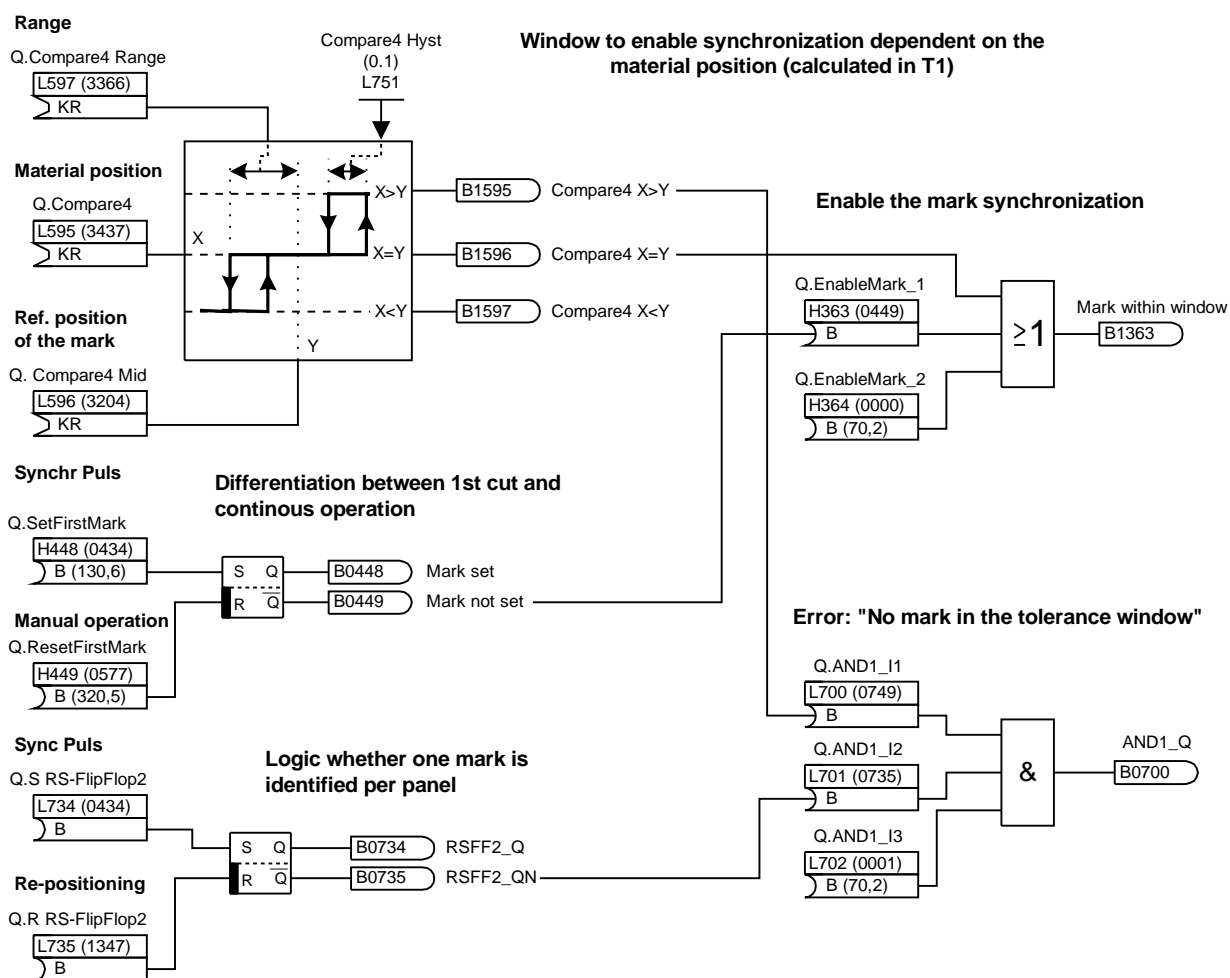 Range
Q.Compare4 Range
L597 (3366)
KR
Compare4 Hyst
(0.1)
L751
Window to enable synchronization dependent on the
material position (calculated in T1)
Material position
Q.Compare4
L595 (3437)
KR
X
X>Y
X=Y
X<Y
Y
B1595
Compare4 X>Y
B1596
Compare4 X=Y
B1597
Compare4 X<Y
Ref. position
of the mark
Q. Compare4 Mid
L596 (3204)
KR
Enable the mark synchronization
Q.EnableMark_1
H363 (0449)
B
Q.EnableMark_2
H364 (0000)
B (70,2)
≥1
Mark within window
B1363
Synchr Puls
Differentiation between 1st cut and
continous operation
Q.SetFirstMark
H448 (0434)
B (130,6)
S Q
R Q
B0448
Mark set
B0449
Mark not set
Manual operation
Q.ResetFirstMark
H449 (0577)
B (320,5)
Error: "No mark in the tolerance window"
Q.AND1_I1
L700 (0749)
B
Q.AND1_I2
L701 (0735)
B
Q.AND1_I3
L702 (0001)
B (70,2)
&
AND1_Q
B0700
Sync Puls
Logic whether one mark is
identified per panel
Q.S RS-FlipFlop2
L734 (0434)
B
S Q
R Q
B0734
RSFF2_Q
B0735
RSFF2_QN
Re-positioning
Q.R RS-FlipFlop2
L735 (1347)
B